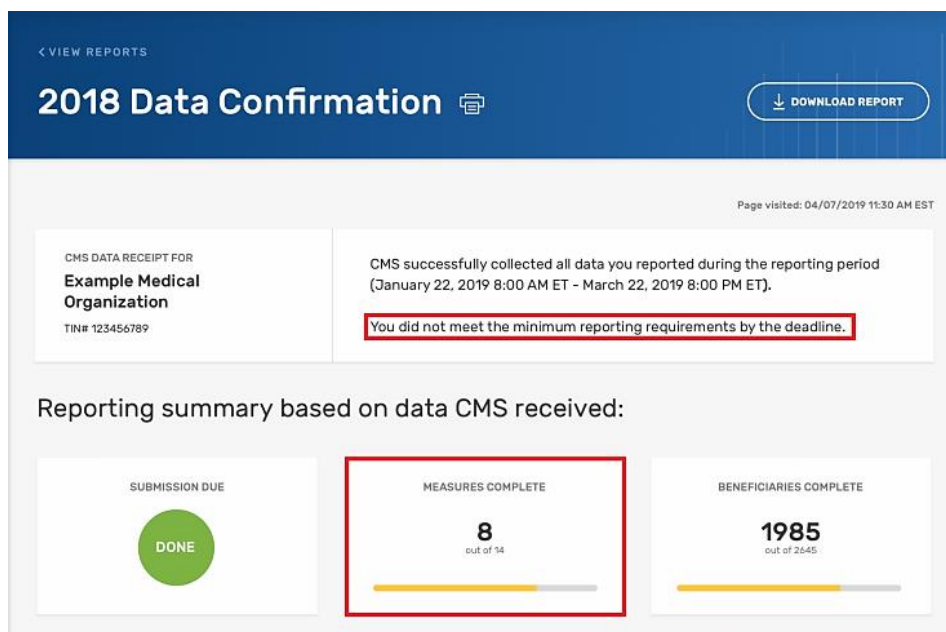 < VIEW REPORTS
2018 Data Confirmation
DOWNLOAD REPORT
Page visited: 04/07/2019 11:30 AM EST
CMS DATA RECEIPT FOR
Example Medical
Organization
TIN# 123456789
CMS successfully collected all data you reported during the reporting period
(January 22, 2019 8:00 AM ET - March 22, 2019 8:00 PM ET).
You did not meet the minimum reporting requirements by the deadline.
Reporting summary based on data CMS received:
SUBMISSION DUE
DONE
MEASURES COMPLETE
8
out of 14
BENEFICIARIES COMPLETE
1985
out of 2645